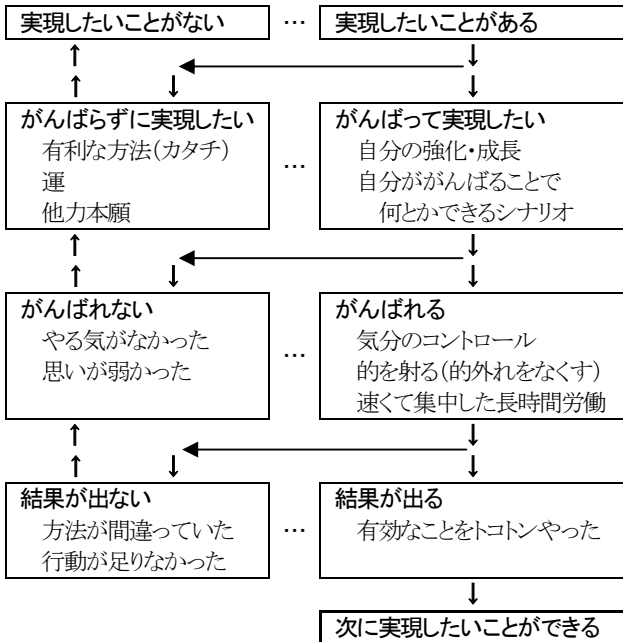 実現したいことがない … 実現したいことがある
がんばらずに実現したい
有利な方法(カタチ)
運
他力本願
…
がんばって実現したい
自分の強化・成長
自分ががんばることで
何とかできるシナリオ
がんばれない
やる気がなかった
思いが弱かった
…
がんばれる
気分のコントロール
的を射る(的外れをなくす)
速くて集中した長時間労働
結果が出ない
方法が間違っていた
行動が足りなかった
…
結果が出る
有効なことをトコトンやった
次に実現したいことができる